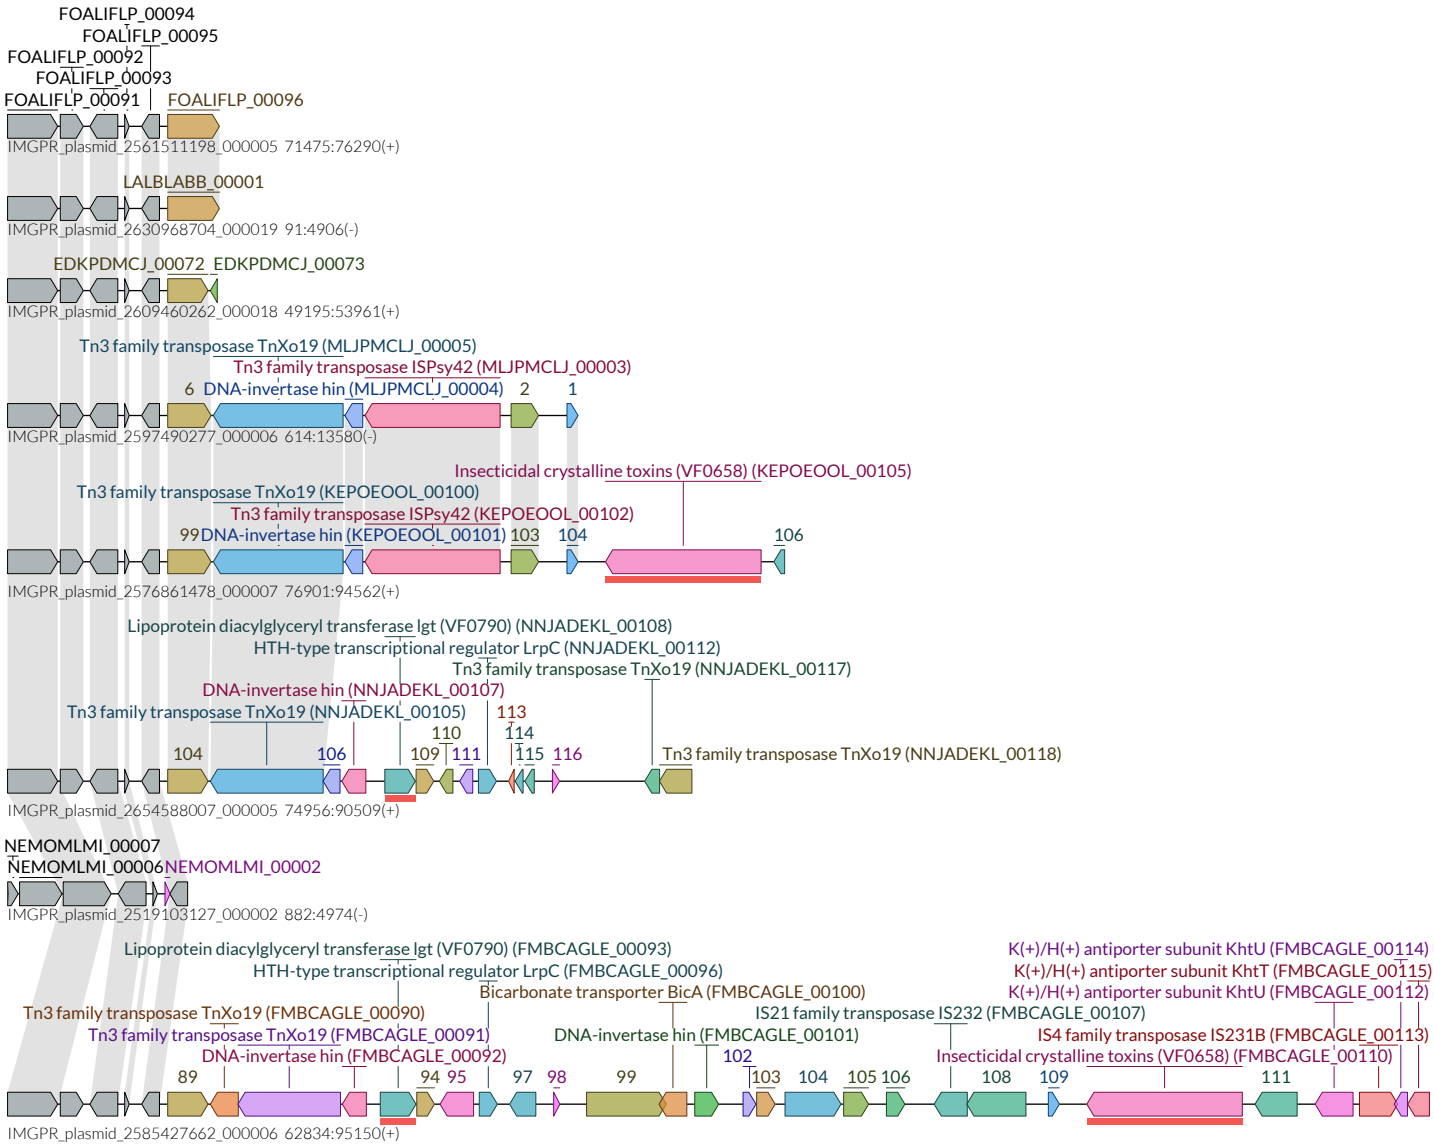 FOALIFLP_00094
FOALIFLP_00095
FOALIFLP_00092
FOALIFLP_00093
FOALIFLP_00091 FOALIFLP_00096
IMGPR_plasmid_2561511198_000005 71475:76290(+)
LALBLABB_00001
IMGPR_plasmid_2630968704_000019 91:4906(-)
EDKPDMCJ_00072 EDKPDMCJ_00073
IMGPR_plasmid_2609460262_000018 49195:53961(+)
Tn3 family transposase TnXo19 (MLJPMCLJ_00005)
Tn3 family transposase ISPsy42 (MLJPMCLJ_00003)
6 DNA-invertase hin (MLJPMCLJ_00004) 2 1
IMGPR_plasmid_2597490277_000006 614:13580(-)
Insecticidal crystalline toxins (VF0658) (KEPOEOOL_00105)
Tn3 family transposase TnXo19 (KEPOEOOL_00100)
Tn3 family transposase ISPsy42 (KEPOEOOL_00102)
99 DNA-invertase hin (KEPOEOOL_00101) 103 104 106
IMGPR_plasmid_2576861478_000007 76901:94562(+)
Lipoprotein diacylglyceryl transferase lgt (VF0790) (NNJADEKL_00108)
HTH-type transcriptional regulator LrpC (NNJADEKL_00112)
Tn3 family transposase TnXo19 (NNJADEKL_00117)
DNA-invertase hin (NNJADEKL_00107)
Tn3 family transposase TnXo19 (NNJADEKL_00105) 113
110 114
104 106 109 111 115 116 Tn3 family transposase TnXo19 (NNJADEKL_00118)
IMGPR_plasmid_2654588007_000005 74956:90509(+)
NEMOMLMI_00007
NEMOMLMI_00006 NEMOMLMI_00002
IMGPR_plasmid_2519103127_000002 882:4974(-)
Lipoprotein diacylglyceryl transferase lgt (VF0790) (FMBCAGLE_00093) K(+)/H(+) antiporter subunit KhtU (FMBCAGLE_00114)
HTH-type transcriptional regulator LrpC (FMBCAGLE_00096) K(+)/H(+) antiporter subunit KhtT (FMBCAGLE_00115)
Bicarbonate transporter BicA (FMBCAGLE_00100) K(+)/H(+) antiporter subunit KhtU (FMBCAGLE_00112)
Tn3 family transposase TnXo19 (FMBCAGLE_00090) IS21 family transposase IS232 (FMBCAGLE_00107)
Tn3 family transposase TnXo19 (FMBCAGLE_00091) DNA-invertase hin (FMBCAGLE_00101) IS4 family transposase IS231B (FMBCAGLE_00113)
DNA-invertase hin (FMBCAGLE_00092) 102 Insecticidal crystalline toxins (VF0658) (FMBCAGLE_00110)
89 94 95 97 98 99 103 104 105 106 108 109 111
IMGPR_plasmid_2585427662_000006 62834:95150(+)